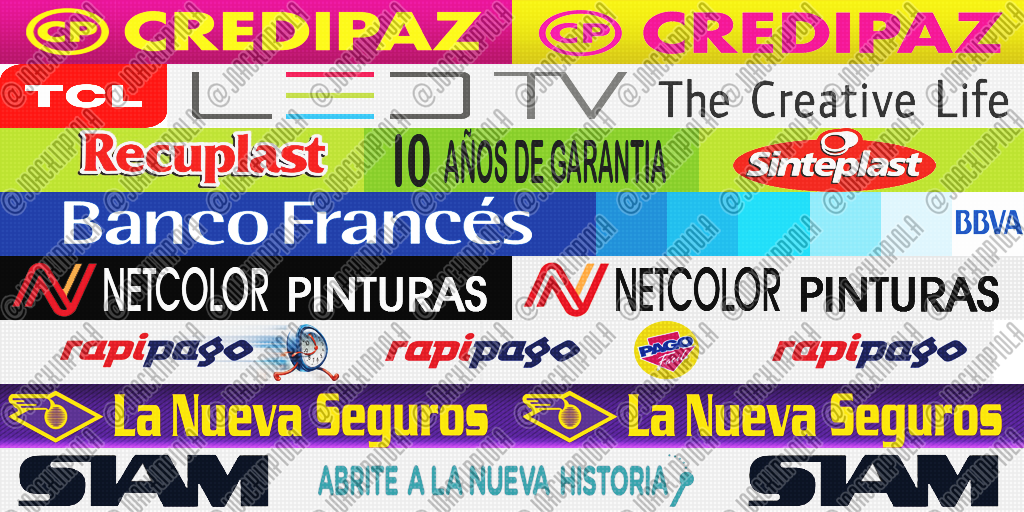 CP CREDIPAZ CP CREDIPAZ
TCL LED TV The Creative Life
Recuplast 10 AÑOS DE GARANTIA Sinteplast
Banco Francés BBVA
NETCOLOR PINTURAS NETCOLOR PINTURAS
rapipago rapipago PAGO Fácil rapipago
La Nueva Seguros La Nueva Seguros
SIAM ABRITE A LA NUEVA HISTORIA SIAM